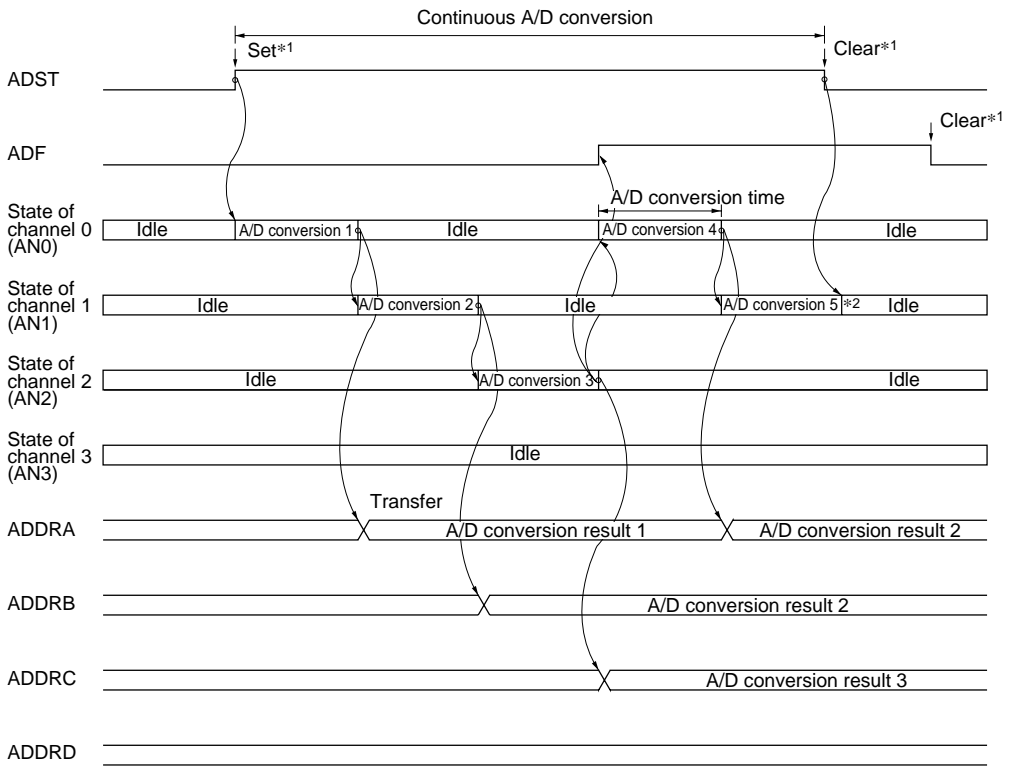 Continuous A/D conversion
Set*1
Clear*1
ADST
Clear*1
ADF
A/D conversion time
State of
channel 0
(AN0)
Idle
A/D conversion 1
Idle
A/D conversion 4
Idle
State of
channel 1
(AN1)
Idle
A/D conversion 2
Idle
A/D conversion 5
*2
Idle
State of
channel 2
(AN2)
Idle
A/D conversion 3
Idle
State of
channel 3
(AN3)
Idle
Transfer
ADDRA
A/D conversion result 1
A/D conversion result 2
ADDRB
A/D conversion result 2
ADDRC
A/D conversion result 3
ADDRD